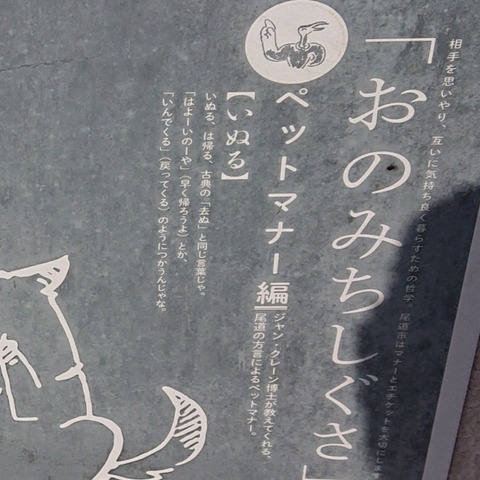 相手を思いやり、互いに気持ち良く暮らすための哲学。尾道市はマナーとエチケットを大切にします
「おのみちしぐさ」
ペットマナー編
ジャン・クレーン博士が教えてくれる、
尾道の方言によるペットマナー。
【いぬる】
いぬる、は帰る、古典の「去ぬ」と同じ言葉じゃ。
「はよーいのーや」（早く帰ろうよ）とか、
「いんでくる」（戻ってくる）のようにつかうんじゃな。